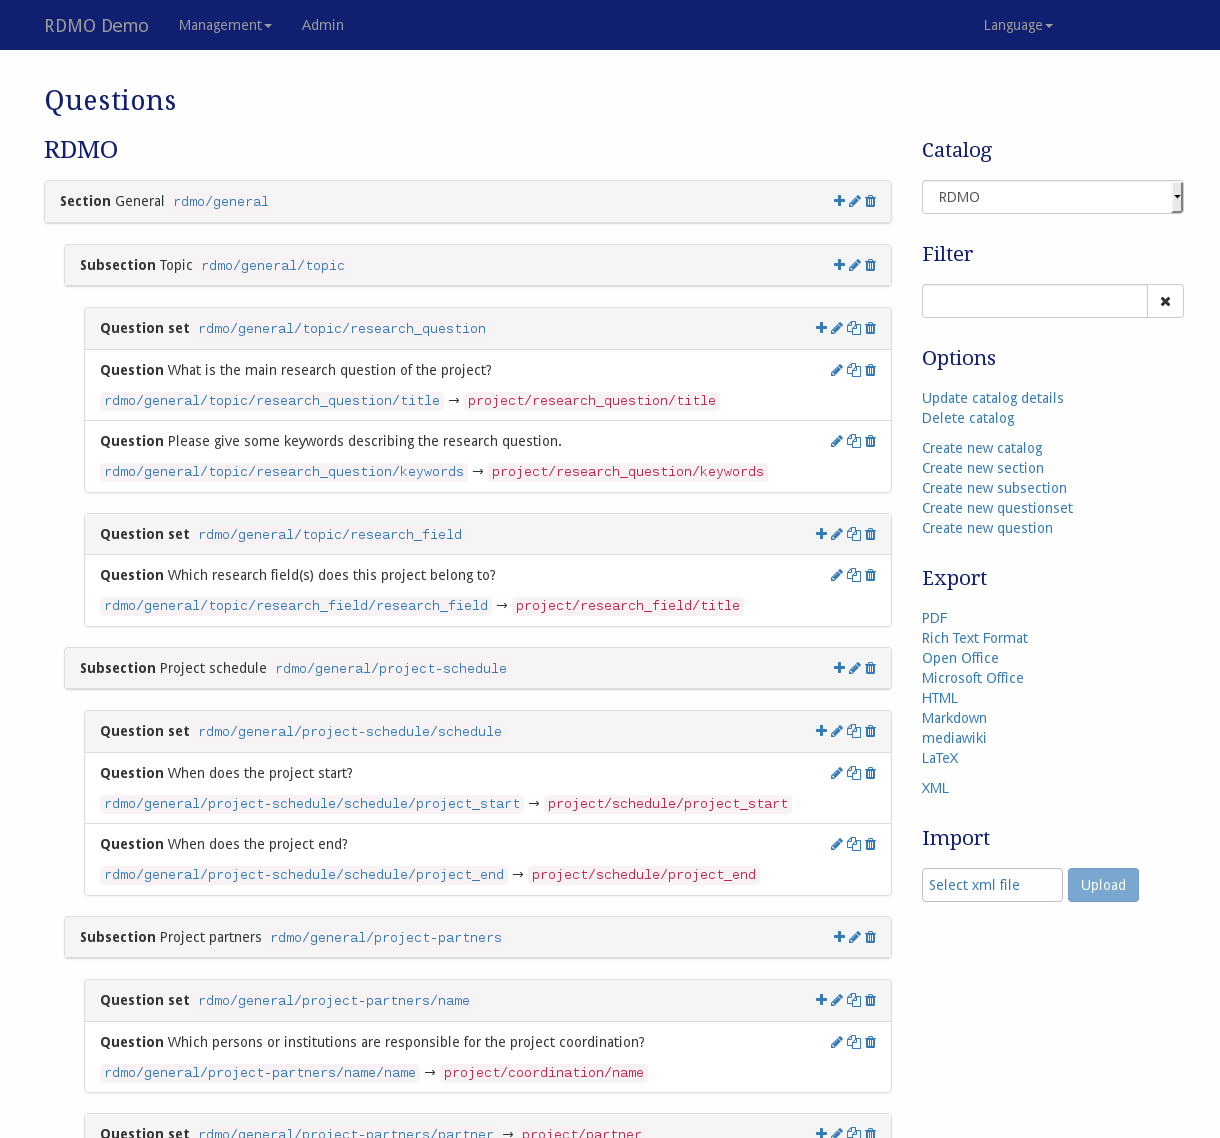 RDMO Demo Management Admin Language
Questions
RDMO
Section General rdmo/general
Subsection Topic rdmo/general/topic
Question set rdmo/general/topic/research_question
Question What is the main research question of the project?
rdmo/general/topic/research_question/title → project/research_question/title
Question Please give some keywords describing the research question.
rdmo/general/topic/research_question/keywords → project/research_question/keywords
Question set rdmo/general/topic/research_field
Question Which research field(s) does this project belong to?
rdmo/general/topic/research_field/research_field → project/research_field/title
Subsection Project schedule rdmo/general/project-schedule
Question set rdmo/general/project-schedule/schedule
Question When does the project start?
rdmo/general/project-schedule/schedule/project_start → project/schedule/project_start
Question When does the project end?
rdmo/general/project-schedule/schedule/project_end → project/schedule/project_end
Subsection Project partners rdmo/general/project-partners
Question set rdmo/general/project-partners/name
Question Which persons or institutions are responsible for the project coordination?
rdmo/general/project-partners/name/name → project/coordination/name
Question set rdmo/general/project-partners/partner → project/partner
Catalog
RDMO
Filter
Options
Update catalog details
Delete catalog
Create new catalog
Create new section
Create new subsection
Create new questionset
Create new question
Export
PDF
Rich Text Format
Open Office
Microsoft Office
HTML
Markdown
mediawiki
LaTeX
XML
Import
Select xml file Upload